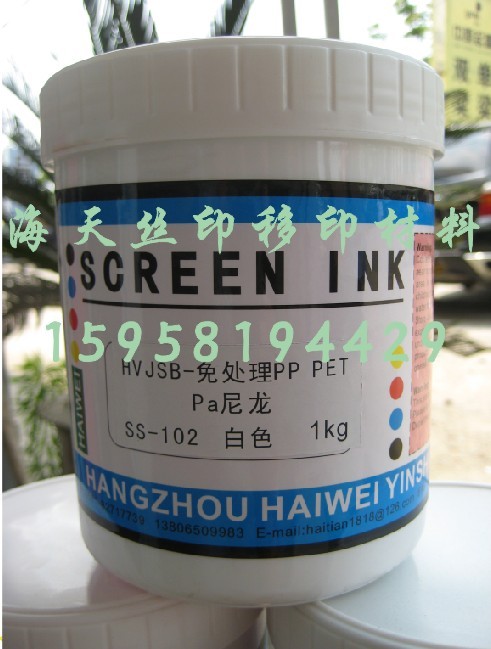 海天丝印移印材料
SCREEN INK
15958194429
HVJSB-免处理PP PET
Pa尼龙
SS-102 白色 1kg
HAIWEI
HANGZHOU HAIWEI
13806509983 E-mail:haitian1818@126.com